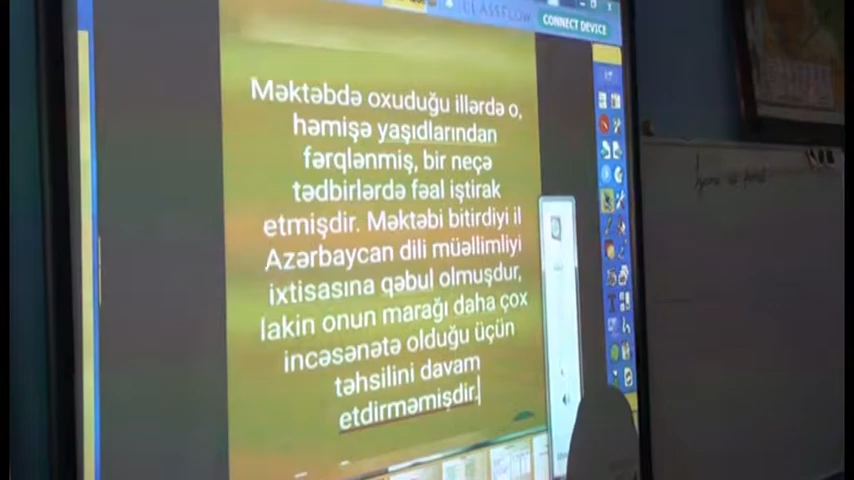 CLASSFLOW
CONNECT DEVICE
Məktəbdə oxuduğu illərdə o,
həmişə yaşıdlarından
fərqlənmiş, bir neçə
tədbirlərdə fəal iştirak
etmişdir. Məktəbi bitirdiyi il
Azərbaycan dili müəllimliyi
ixtisasına qəbul olmuşdur,
lakin onun marağı daha çox
incəsənətə olduğu üçün
təhsilini davam
etdirməmişdir.